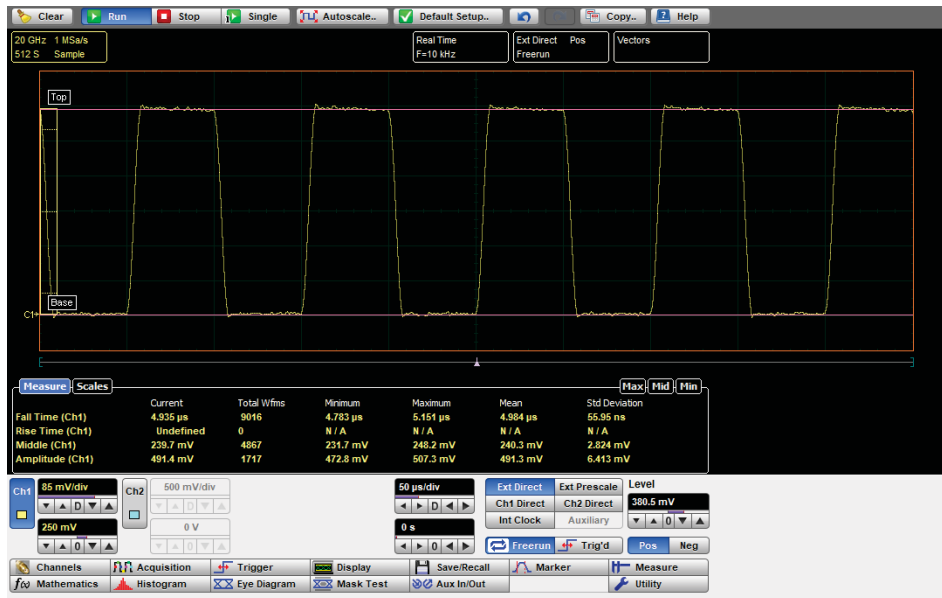 Clear Run Stop Single Autoscale.. Default Setup.. Copy.. Help
20 GHz 1 MSa/s
512 S Sample
Real Time
F=10 kHz
Ext Direct Pos
Freerun
Vectors
Top
Base
C1
Measure Scales Max Mid Min
Current Total Wfms Minimum Maximum Mean Std Deviation
Fall Time (Ch1) 4.935 µs 9016 4.783 µs 5.151 µs 4.984 µs 55.95 ns
Rise Time (Ch1) Undefined 0 N / A N / A N / A N / A
Middle (Ch1) 239.7 mV 4867 231.7 mV 248.2 mV 240.3 mV 2.824 mV
Amplitude (Ch1) 491.4 mV 1717 472.8 mV 507.3 mV 491.3 mV 6.413 mV
Ch1 85 mV/div Ch2 500 mV/div 50 µs/div Ext Direct Ext Prescale Level
D D D Ch1 Direct Ch2 Direct 380.5 mV
250 mV 0 V 0 s Int Clock Auxiliary 0
0 0 0 Freerun Trig'd Pos Neg
Channels Acquisition Trigger Display Save/Recall Marker Measure
f(x) Mathematics Histogram Eye Diagram Mask Test Aux In/Out Utility